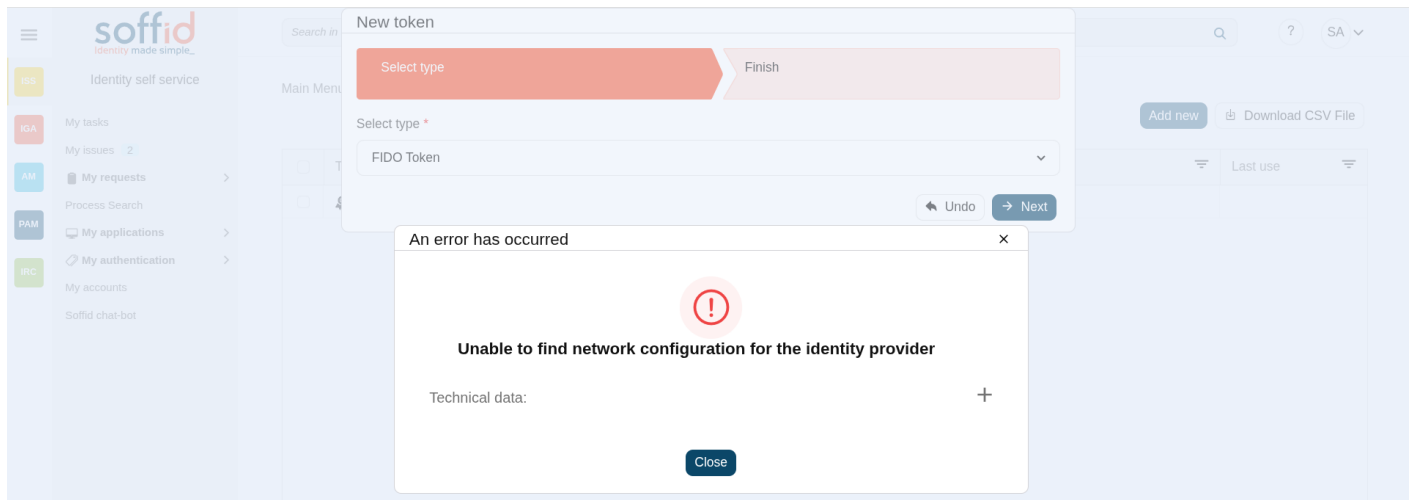 New token
soffid
identity made simple_
Search in
?
SA
Select type
Finish
ISS
Identity self service
Main Menu
Add new
Download CSV File
IGA
My tasks
Select type *
My issues 2
FIDO Token
Last use
AM
My requests
Process Search
Undo
Next
PAM
My applications
An error has occurred
My authentication
IRC
My accounts
Soffid chat-bot
Unable to find network configuration for the identity provider
Technical data:
Close